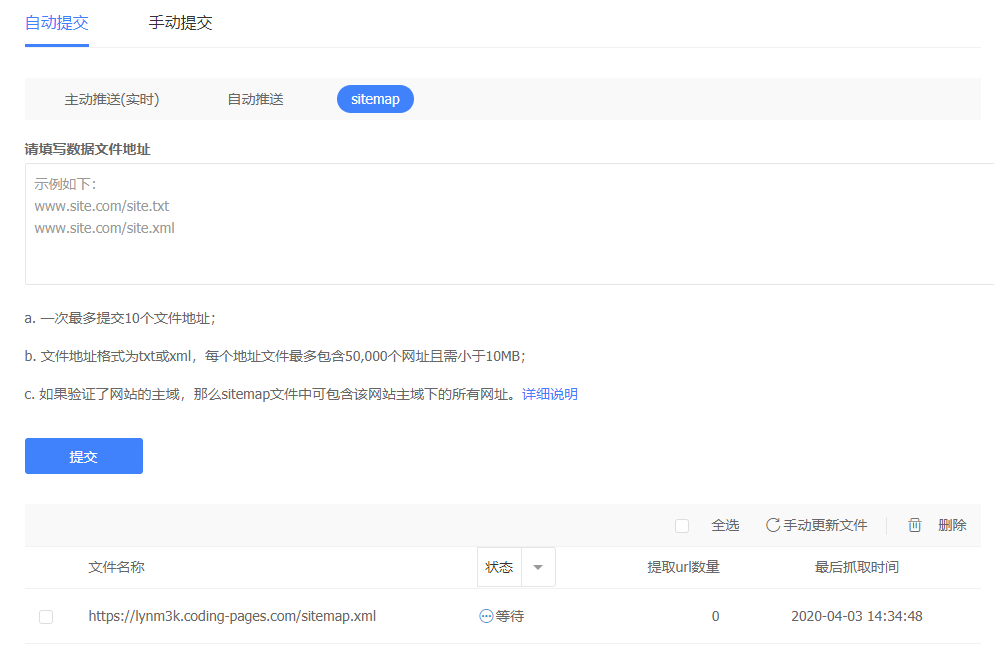 自动提交 手动提交
主动推送(实时) 自动推送 sitemap
请填写数据文件地址
示例如下：
www.site.com/site.txt
www.site.com/site.xml
a. 一次最多提交10个文件地址；
b. 文件地址格式为txt或xml，每个地址文件最多包含50,000个网址且需小于10MB；
c. 如果验证了网站的主域，那么sitemap文件中可包含该网站主域下的所有网址。详细说明
提交
全选 手动更新文件 删除
文件名称 状态 提取url数量 最后抓取时间
https://lynm3k.coding-pages.com/sitemap.xml 等待 0 2020-04-03 14:34:48